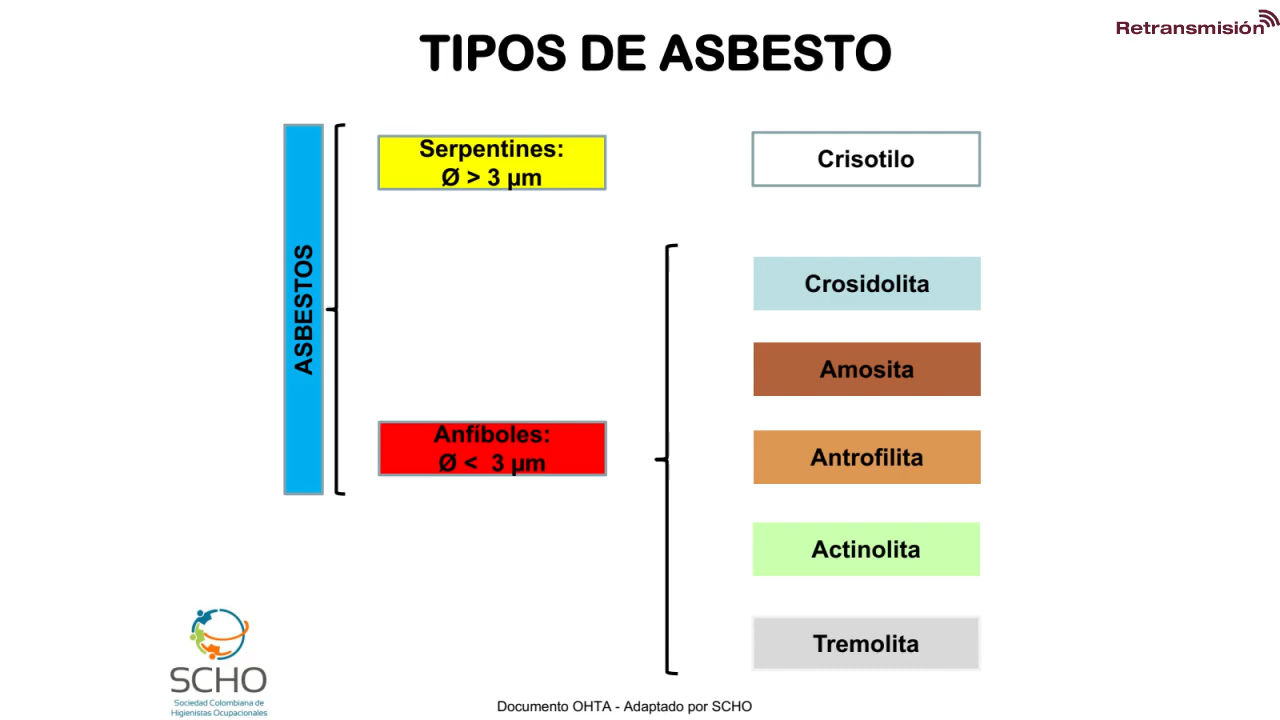 Retransmisión
TIPOS DE ASBESTO
ASBESTOS
Serpentines:
Ø > 3 µm
Crisotilo
Anfíboles:
Ø <  3 µm
Crosidolita
Amosita
Antrofilita
Actinolita
Tremolita
SCHO
Sociedad Colombiana de
Higienistas Ocupacionales
Documento OHTA - Adaptado por SCHO